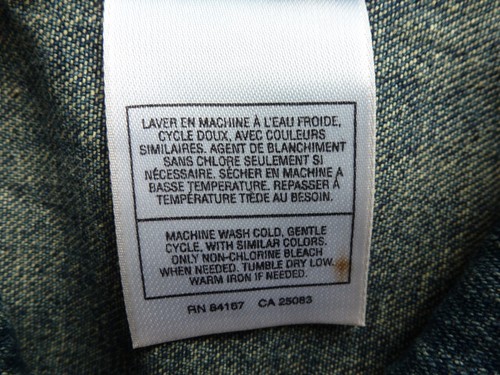 LAVER EN MACHINE À L'EAU FROIDE,
CYCLE DOUX, AVEC COULEURS
SIMILAIRES. AGENT DE BLANCHIMENT
SANS CHLORE SEULEMENT SI
NÉCESSAIRE. SÉCHER EN MACHINE A
BASSE TEMPERATURE. REPASSER À
TEMPÉRATURE TIÈDE AU BESOIN.
MACHINE WASH COLD, GENTLE
CYCLE, WITH SIMILAR COLORS.
ONLY NON-CHLORINE BLEACH
WHEN NEEDED. TUMBLE DRY LOW.
WARM IRON IF NEEDED.
RN 54167 CA 25083